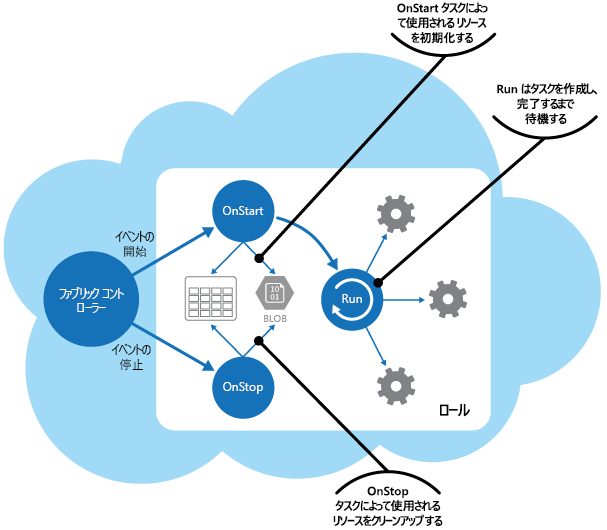 OnStart タスクによっ
て使用される リソース
を初期化する
Run はタスクを作成し、
完了するまで
待機する
OnStart
イベントの
開始
ファブリック コント
ローラー
10
01
BLOB
Run
イベントの
停止
OnStop
ロール
OnStop
タスクによって使用される
リソースをクリーンアップする